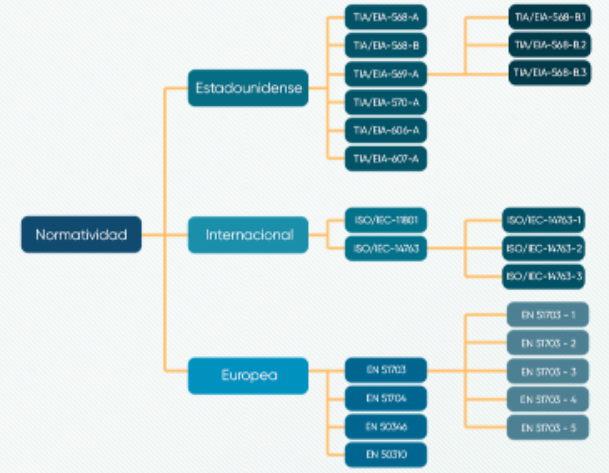 Normatividad
Estadounidense
TIA/EIA-568-A
TIA/EIA-568-B
TIA/EIA-569-A
TIA/EIA-570-A
TIA/EIA-606-A
TIA/EIA-607-A
TIA/EIA-568-B.1
TIA/EIA-568-B.2
TIA/EIA-568-B.3
Internacional
ISO/IEC-11801
ISO/IEC-14763
ISO/IEC-14763-1
ISO/IEC-14763-2
ISO/IEC-14763-3
Europea
EN 51703
EN 51704
EN 50346
EN 50310
EN 51703 - 1
EN 51703 - 2
EN 51703 - 3
EN 51703 - 4
EN 51703 - 5